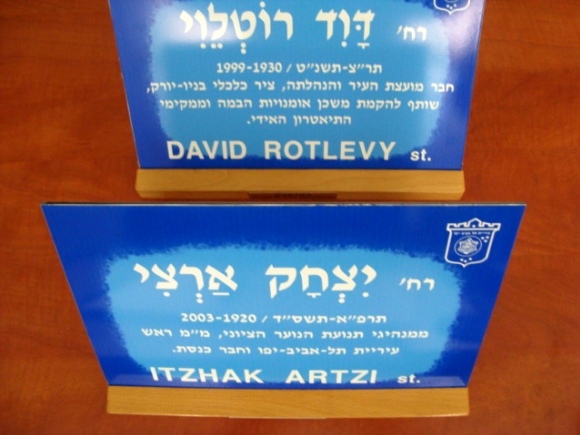 רח' דָּוִד רוֹטְלֵוִי
תר"צ-תשנ"ט / 1999-1930
חבר מועצת העיר והנהלתה, ציר כלכלי בניו-יורק,
שותף להקמת משכן אומנויות הבמה וממקימי
התיאטרון האידי.
DAVID ROTLEVY st.
רח' יִצְחָק אַרְצִי
תרפ"א-תשס"ד / 2003-1920
ממנהיגי תנועת הנוער הציוני, מ"מ ראש
עיריית תל-אביב-יפו וחבר כנסת.
ITZHAK ARTZI st.